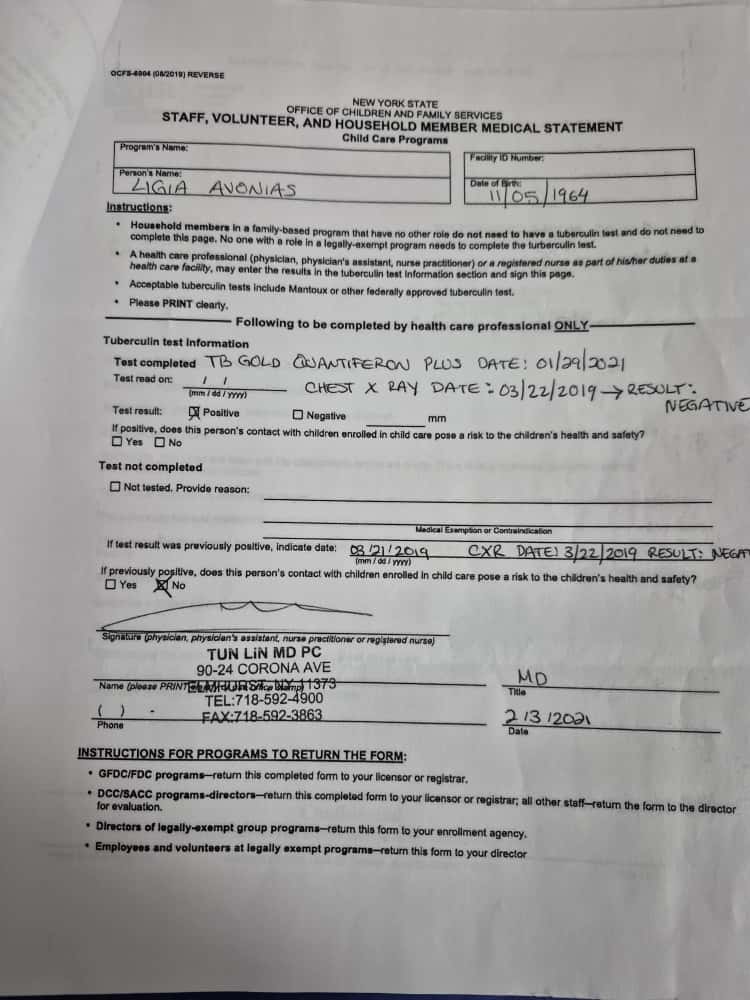 OCFS-4904 (08/2019) REVERSE
NEW YORK STATE
OFFICE OF CHILDREN AND FAMILY SERVICES
STAFF, VOLUNTEER, AND HOUSEHOLD MEMBER MEDICAL STATEMENT
Child Care Programs
Program's Name:
Facility ID Number:
Person's Name:
LIGIA AVONIAS
Date of Birth:
11/05/1964
Instructions:
• Household members in a family-based program that have no other role do not need to have a tuberculin test and do not need to
complete this page. No one with a role in a legally-exempt program needs to complete the turberculin test.
• A health care professional (physician, physician's assistant, nurse practitioner) or a registered nurse as part of his/her duties at a
health care facility, may enter the results in the tuberculin test information section and sign this page.
• Acceptable tuberculin tests include Mantoux or other federally approved tuberculin test.
• Please PRINT clearly.
Following to be completed by health care professional ONLY
Tuberculin test Information
Test completed TB GOLD QUANTIFERON PLUS DATE: 01/29/2021
Test read on: / / CHEST X RAY DATE: 03/22/2019 → RESULT:
(mm / dd / yyyy)
NEGATIVE
Test result: ☒ Positive ☐ Negative mm
If positive, does this person's contact with children enrolled in child care pose a risk to the children's health and safety?
☐ Yes ☐ No
Test not completed
☐ Not tested. Provide reason:
Medical Exemption or Contraindication
If test result was previously positive, indicate date: 03/21/2019 CXR DATE: 3/22/2019 RESULT: NEGAT
(mm / dd / yyyy)
If previously positive, does this person's contact with children enrolled in child care pose a risk to the children's health and safety?
☐ Yes ☒ No
Signature (physician, physician's assistant, nurse practitioner or registered nurse)
TUN LIN MD PC
90-24 CORONA AVE
ELMHURST, NY 11373
Name (please PRINT
TEL:718-592-4900
FAX:718-592-3863
MD
Title
( ) -
Phone
2/3/2021
Date
INSTRUCTIONS FOR PROGRAMS TO RETURN THE FORM:
• GFDC/FDC programs—return this completed form to your licensor or registrar.
• DCC/SACC programs-directors—return this completed form to your licensor or registrar; all other staff—return the form to the director
for evaluation.
• Directors of legally-exempt group programs—return this form to your enrollment agency.
• Employees and volunteers at legally exempt programs—return this form to your director